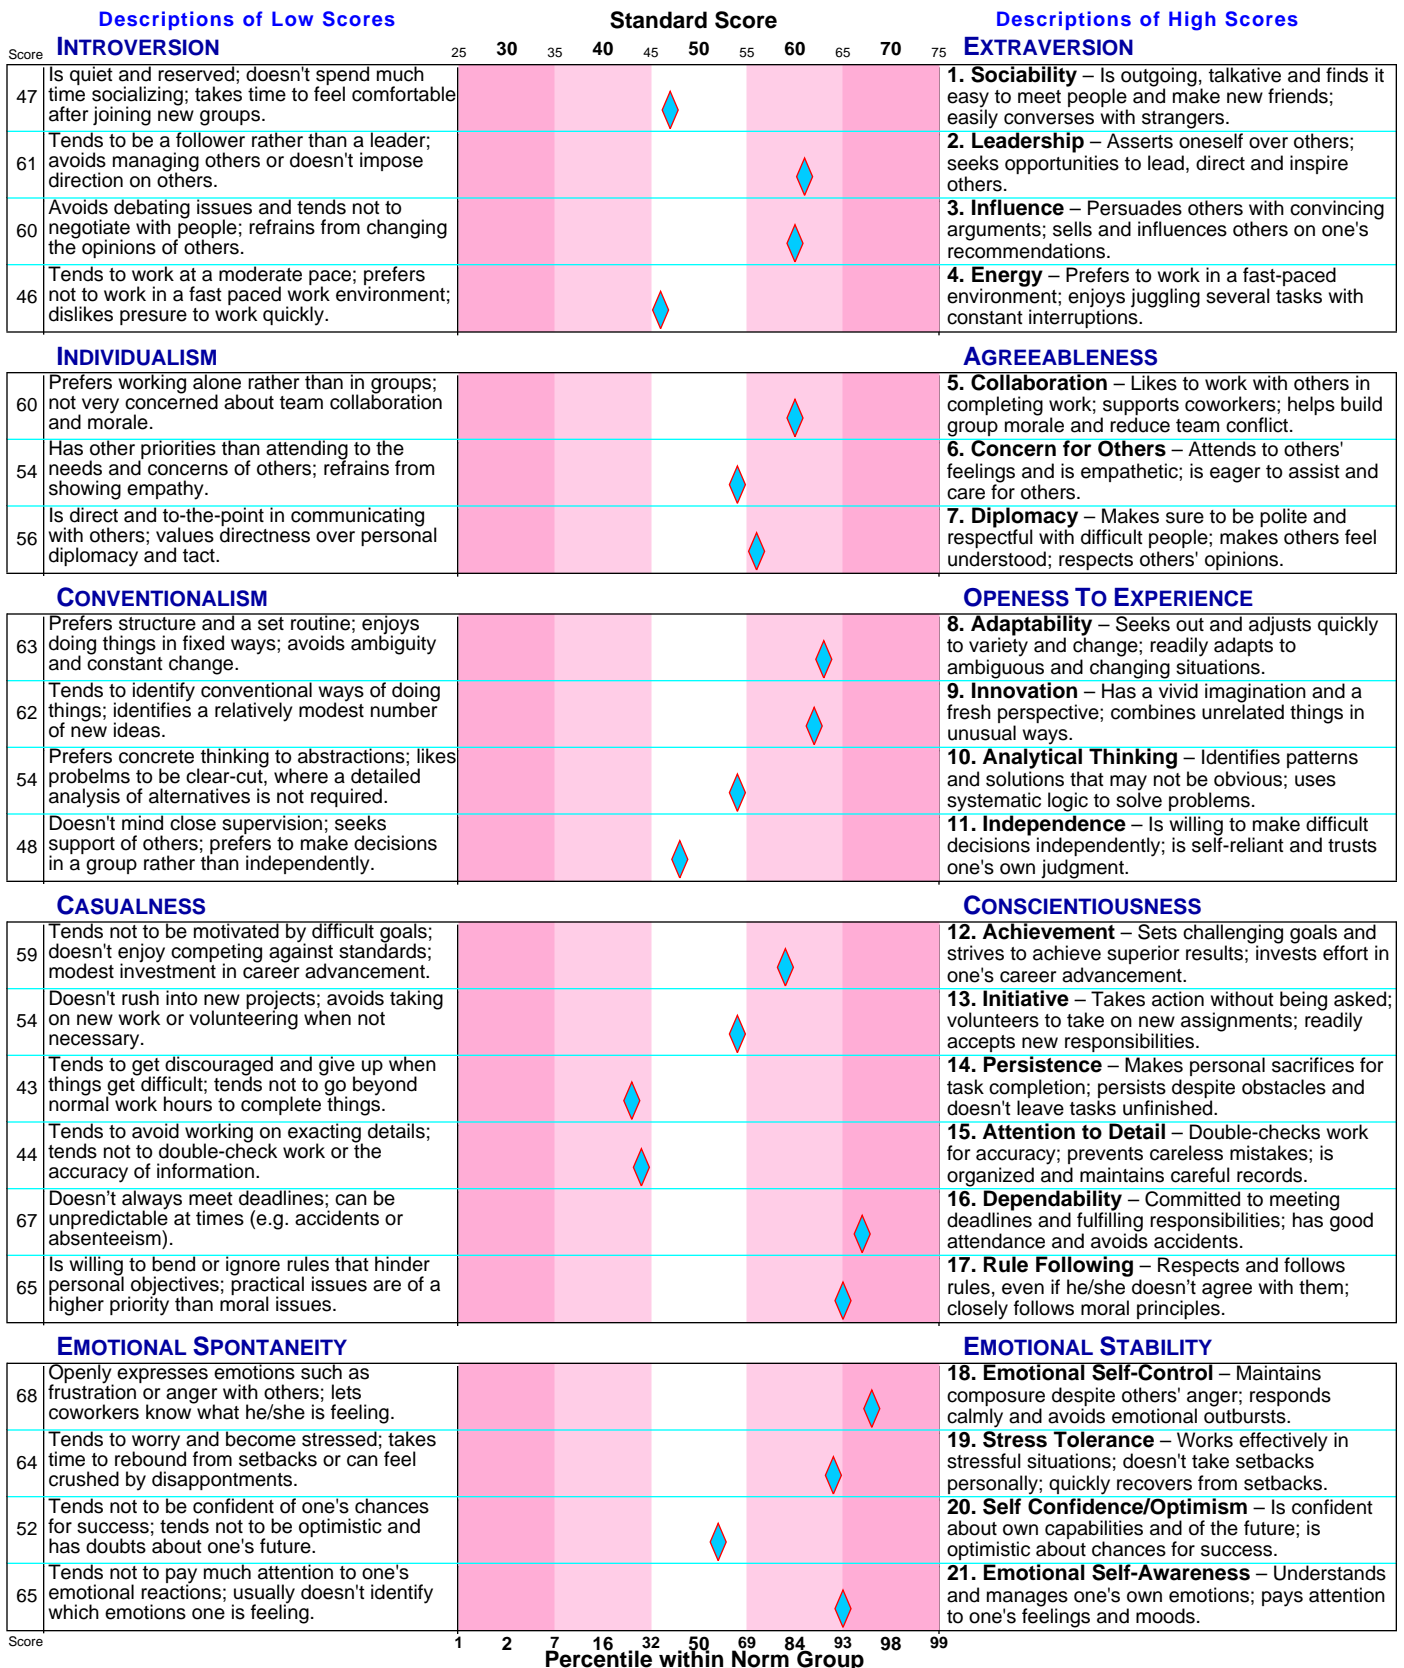 Descriptions of Low Scores Standard Score Descriptions of High Scores
Score INTROVERSION 25 30 35 40 45 50 55 60 65 70 75 EXTRAVERSION
47
Is quiet and reserved; doesn't spend much
time socializing; takes time to feel comfortable
after joining new groups.
1. Sociability – Is outgoing, talkative and finds it
easy to meet people and make new friends;
easily converses with strangers.
61
Tends to be a follower rather than a leader;
avoids managing others or doesn't impose
direction on others.
2. Leadership – Asserts oneself over others;
seeks opportunities to lead, direct and inspire
others.
60
Avoids debating issues and tends not to
negotiate with people; refrains from changing
the opinions of others.
3. Influence – Persuades others with convincing
arguments; sells and influences others on one's
recommendations.
46
Tends to work at a moderate pace; prefers
not to work in a fast paced work environment;
dislikes presure to work quickly.
4. Energy – Prefers to work in a fast-paced
environment; enjoys juggling several tasks with
constant interruptions.
INDIVIDUALISM AGREEABLENESS
60
Prefers working alone rather than in groups;
not very concerned about team collaboration
and morale.
5. Collaboration – Likes to work with others in
completing work; supports coworkers; helps build
group morale and reduce team conflict.
54
Has other priorities than attending to the
needs and concerns of others; refrains from
showing empathy.
6. Concern for Others – Attends to others'
feelings and is empathetic; is eager to assist and
care for others.
56
Is direct and to-the-point in communicating
with others; values directness over personal
diplomacy and tact.
7. Diplomacy – Makes sure to be polite and
respectful with difficult people; makes others feel
understood; respects others' opinions.
CONVENTIONALISM OPENESS TO EXPERIENCE
63
Prefers structure and a set routine; enjoys
doing things in fixed ways; avoids ambiguity
and constant change.
8. Adaptability – Seeks out and adjusts quickly
to variety and change; readily adapts to
ambiguous and changing situations.
62
Tends to identify conventional ways of doing
things; identifies a relatively modest number
of new ideas.
9. Innovation – Has a vivid imagination and a
fresh perspective; combines unrelated things in
unusual ways.
54
Prefers concrete thinking to abstractions; likes
probelms to be clear-cut, where a detailed
analysis of alternatives is not required.
10. Analytical Thinking – Identifies patterns
and solutions that may not be obvious; uses
systematic logic to solve problems.
48
Doesn't mind close supervision; seeks
support of others; prefers to make decisions
in a group rather than independently.
11. Independence – Is willing to make difficult
decisions independently; is self-reliant and trusts
one's own judgment.
CASUALNESS CONSCIENTIOUSNESS
59
Tends not to be motivated by difficult goals;
doesn't enjoy competing against standards;
modest investment in career advancement.
12. Achievement – Sets challenging goals and
strives to achieve superior results; invests effort in
one's career advancement.
54
Doesn't rush into new projects; avoids taking
on new work or volunteering when not
necessary.
13. Initiative – Takes action without being asked;
volunteers to take on new assignments; readily
accepts new responsibilities.
43
Tends to get discouraged and give up when
things get difficult; tends not to go beyond
normal work hours to complete things.
14. Persistence – Makes personal sacrifices for
task completion; persists despite obstacles and
doesn't leave tasks unfinished.
44
Tends to avoid working on exacting details;
tends not to double-check work or the
accuracy of information.
15. Attention to Detail – Double-checks work
for accuracy; prevents careless mistakes; is
organized and maintains careful records.
67
Doesn't always meet deadlines; can be
unpredictable at times (e.g. accidents or
absenteeism).
16. Dependability – Committed to meeting
deadlines and fulfilling responsibilities; has good
attendance and avoids accidents.
65
Is willing to bend or ignore rules that hinder
personal objectives; practical issues are of a
higher priority than moral issues.
17. Rule Following – Respects and follows
rules, even if he/she doesn't agree with them;
closely follows moral principles.
EMOTIONAL SPONTANEITY EMOTIONAL STABILITY
68
Openly expresses emotions such as
frustration or anger with others; lets
coworkers know what he/she is feeling.
18. Emotional Self-Control – Maintains
composure despite others' anger; responds
calmly and avoids emotional outbursts.
64
Tends to worry and become stressed; takes
time to rebound from setbacks or can feel
crushed by disappontments.
19. Stress Tolerance – Works effectively in
stressful situations; doesn't take setbacks
personally; quickly recovers from setbacks.
52
Tends not to be confident of one's chances
for success; tends not to be optimistic and
has doubts about one's future.
20. Self Confidence/Optimism – Is confident
about own capabilities and of the future; is
optimistic about chances for success.
65
Tends not to pay much attention to one's
emotional reactions; usually doesn't identify
which emotions one is feeling.
21. Emotional Self-Awareness – Understands
and manages one's own emotions; pays attention
to one's feelings and moods.
Score 1 2 7 16 32 50 69 84 93 98 99
Percentile within Norm Group